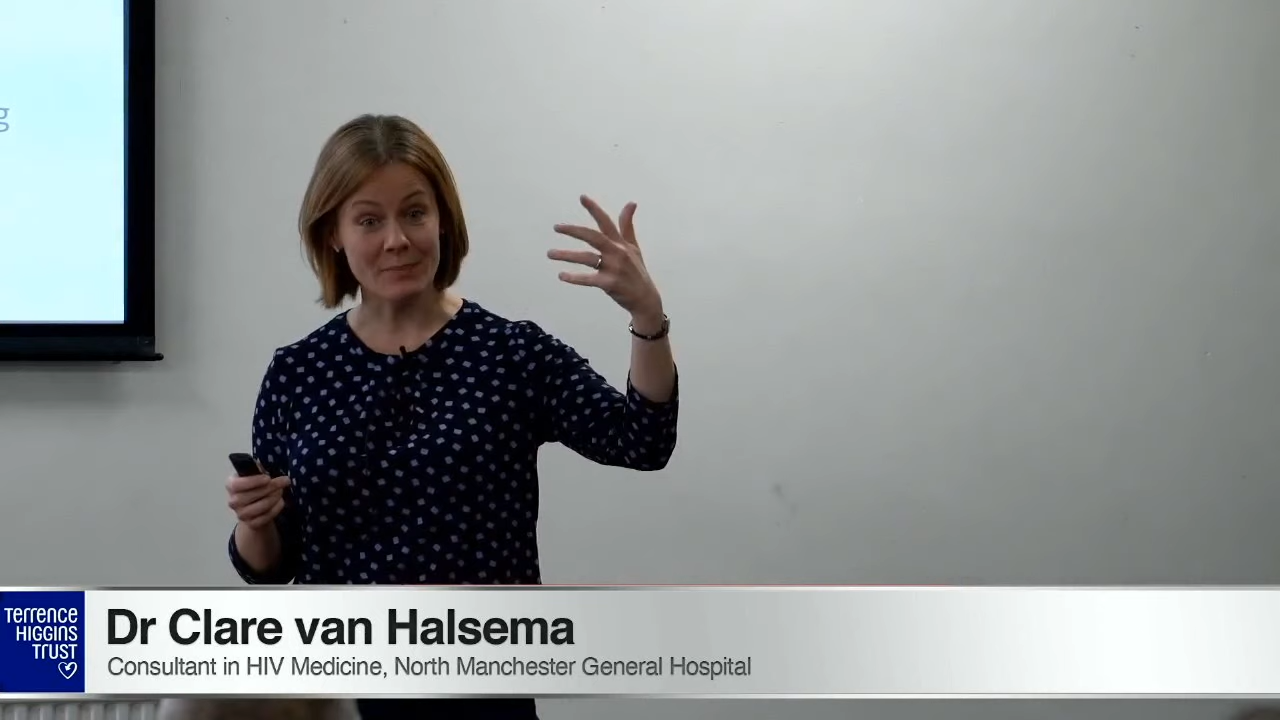 g
Terrence
Higgins
Trust
Dr Clare van Halsema
Consultant in HIV Medicine, North Manchester General Hospital